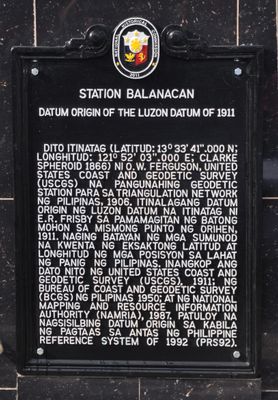 STATION BALANACAN
DATUM ORIGIN OF THE LUZON DATUM OF 1911
DITO ITINATAG (LATITUD: 13º 33' 41".000 N;
LONGHITUD: 121º 52' 03".000 E; CLARKE
SPHEROID 1866) NI O.W. FERGUSON, UNITED
STATES COAST AND GEODETIC SURVEY
(USCGS) NA PANGUNAHING GEODETIC
STATION PARA SA TRIANGULATION NETWORK
NG PILIPINAS, 1906. ITINALAGANG DATUM
ORIGIN NG LUZON DATUM NA ITINATAG NI
E.R. FRISBY SA PAMAMAGITAN NG BATONG
MOHON SA MISMONG PUNTO NG ORIHEN,
1911. NAGING BATAYAN NG MGA SUMUNOD
NA KWENTA NG EKSAKTONG LATITUD AT
LONGHITUD NG MGA POSISYON SA LAHAT
NG PANIG NG PILIPINAS. INANGKOP ANG
DATO NITO NG UNITED STATES COAST AND
GEODETIC SURVEY (USCGS), 1911; NG
BUREAU OF COAST AND GEODETIC SURVEY
(BCGS) NG PILIPINAS 1950; AT NG NATIONAL
MAPPING AND RESOURCE INFORMATION
AUTHORITY (NAMRIA), 1987. PATULOY NA
NAGSISILBING DATUM ORIGIN SA KABILA
NG PAGTAAS SA ANTAS NG PHILIPPINE
REFERENCE SYSTEM OF 1992 (PRS92).